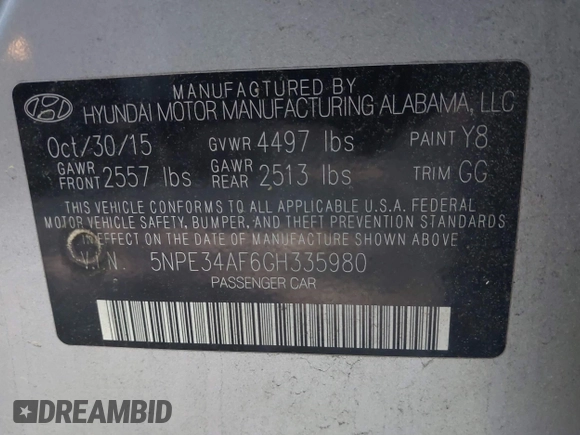 MANUFACTURED BY
HYUNDAI MOTOR MANUFACTURING ALABAMA, LLC
Oct/30/15 GVWR 4497 lbs PAINT Y8
GAWR FRONT 2557 lbs GAWR REAR 2513 lbs TRIM GG
THIS VEHICLE CONFORMS TO ALL APPLICABLE U.S.A. FEDERAL
MOTOR VEHICLE SAFETY, BUMPER, AND THEFT PREVENTION STANDARDS
IN EFFECT ON THE DATE OF MANUFACTURE SHOWN ABOVE
V.I.N. 5NPE34AF6GH335980
PASSENGER CAR
DREAMBID